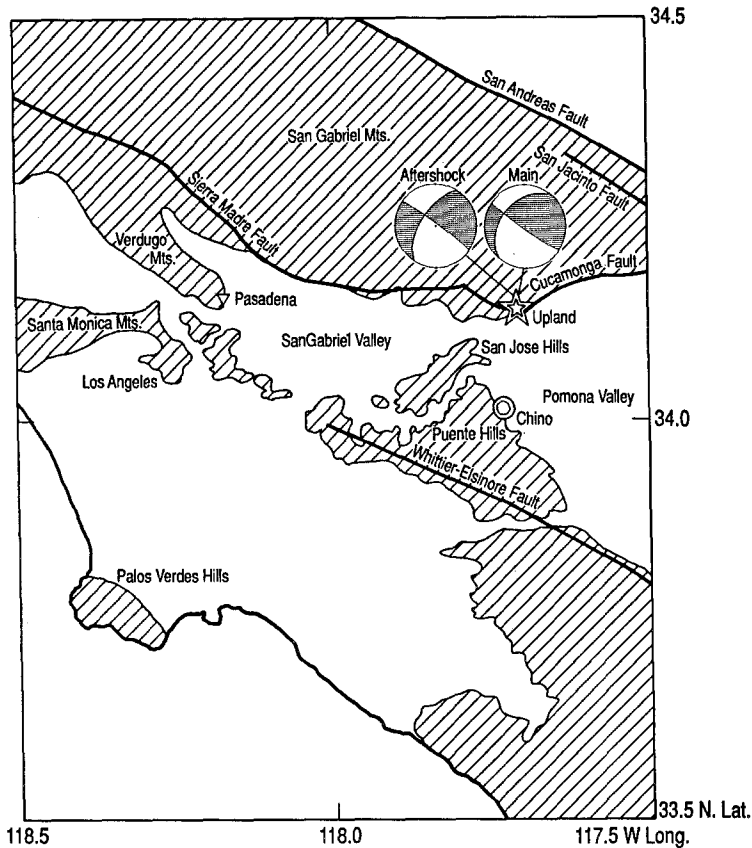 34.5
San Andreas Fault
San Gabriel Mts.
San Jacinto Fault
Aftershock
Main
Sierra Madre Fault
Verdugo
Mts.
Cucamonga Fault
Pasadena
Upland
Santa Monica Mts.
SanGabriel Valley
San Jose Hills
Los Angeles
Pomona Valley
Chino
34.0
Puente Hills
Whittier-Elsinore Fault
Palos Verdes Hills
33.5 N. Lat.
118.5
118.0
117.5 W Long.